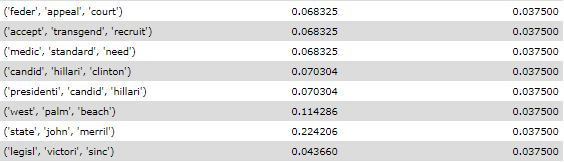 ('feder', 'appeal', 'court') 0.068325 0.037500
('accept', 'transgend', 'recruit') 0.068325 0.037500
('medic', 'standard', 'need') 0.068325 0.037500
('candid', 'hillari', 'clinton') 0.070304 0.037500
('presidenti', 'candid', 'hillari') 0.070304 0.037500
('west', 'palm', 'beach') 0.114286 0.037500
('state', 'john', 'merril') 0.224206 0.037500
('legisl', 'victori', 'sinc') 0.043660 0.037500